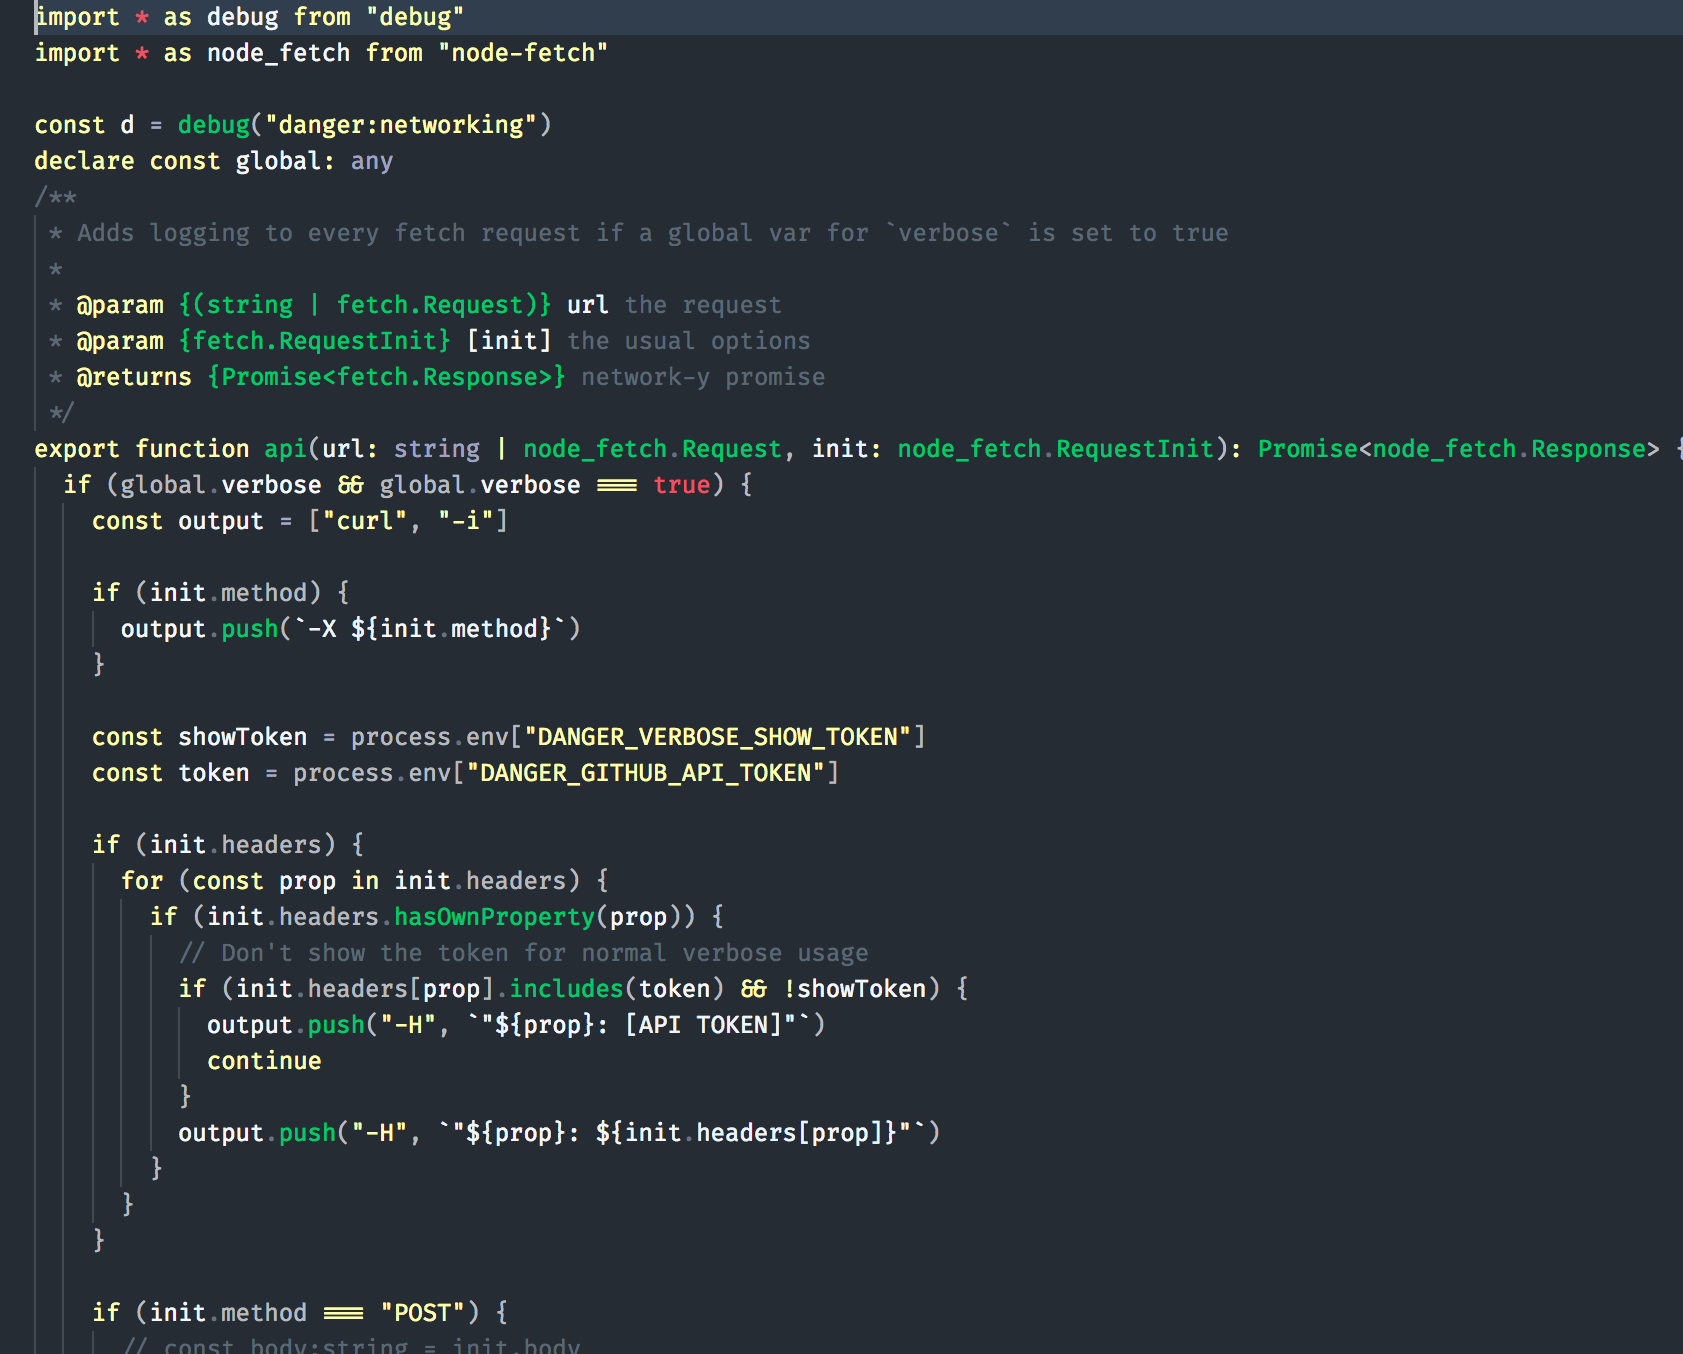 import * as debug from "debug"
import * as node_fetch from "node-fetch"

const d = debug("danger:networking")
declare const global: any
/**
 * Adds logging to every fetch request if a global var for `verbose` is set to true
 *
 * @param {(string | fetch.Request)} url the request
 * @param {fetch.RequestInit} [init] the usual options
 * @returns {Promise<fetch.Response>} network-y promise
 */
export function api(url: string | node_fetch.Request, init: node_fetch.RequestInit): Promise<node_fetch.Response> {
  if (global.verbose && global.verbose === true) {
    const output = ["curl", "-i"]

    if (init.method) {
      output.push(`-X ${init.method}`)
    }

    const showToken = process.env["DANGER_VERBOSE_SHOW_TOKEN"]
    const token = process.env["DANGER_GITHUB_API_TOKEN"]

    if (init.headers) {
      for (const prop in init.headers) {
        if (init.headers.hasOwnProperty(prop)) {
          // Don't show the token for normal verbose usage
          if (init.headers[prop].includes(token) && !showToken) {
            output.push("-H", `"${prop}: [API TOKEN]"`)
            continue
          }
          output.push("-H", `"${prop}: ${init.headers[prop]}"`)
        }
      }
    }

    if (init.method === "POST") {
      // const body:string = init.body